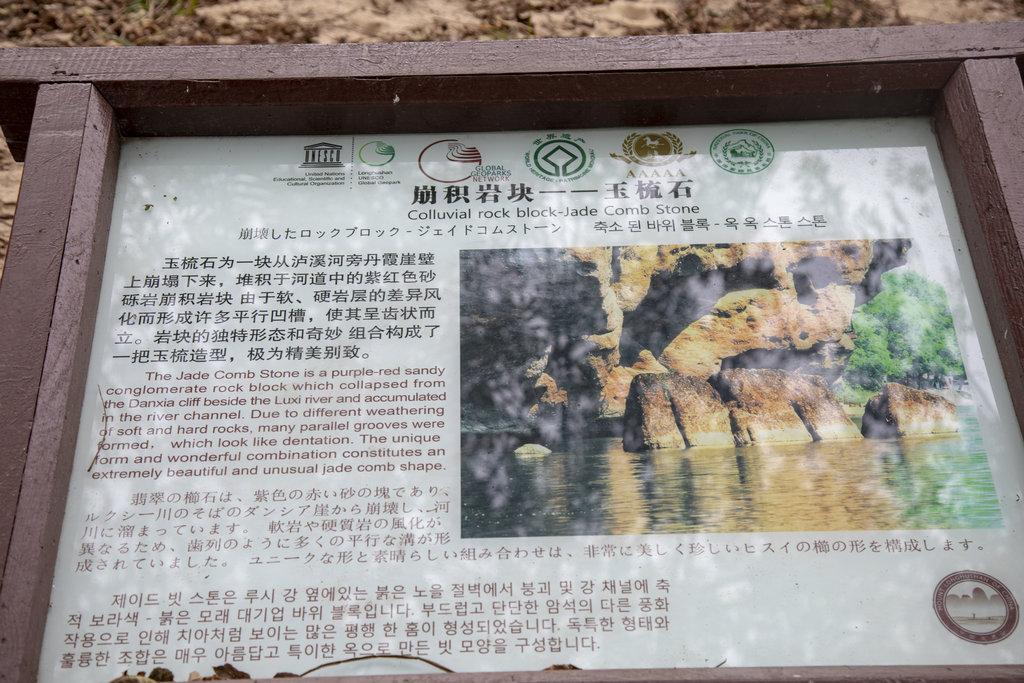 United Nations
Educational, Scientific and
Cultural Organization
Longhushan
UNESCO
Global Geopark
GLOBAL
GEOPARKS
NETWORK
世界遗产
AAAAA
崩积岩块——玉梳石
Colluvial rock block-Jade Comb Stone
崩壊したロックブロック - ジェイドコムストーン 축소 된 바위 블록 - 옥 옥 스톤 스톤
玉梳石为一块从泸溪河旁丹霞崖壁
上崩塌下来，堆积于河道中的紫红色砂
砾岩崩积岩块 由于软、硬岩层的差异风
化而形成许多平行凹槽，使其呈齿状而
立。岩块的独特形态和奇妙 组合构成了
一把玉梳造型，极为精美别致。
The Jade Comb Stone is a purple-red sandy
conglomerate rock block which collapsed from
the Danxia cliff beside the Luxi river and accumulated
in the river channel. Due to different weathering
of soft and hard rocks, many parallel grooves were
formed, which look like dentation. The unique
form and wonderful combination constitutes an
extremely beautiful and unusual jade comb shape.
翡翠の櫛石は、紫色の赤い砂の塊であり、
ルクシー川のそばのダンシア崖から崩壊し、河
川に溜まっています。 軟岩や硬質岩の風化が
異なるため、歯列のように多くの平行な溝が形
成されていました。 ユニークな形と素晴らしい組み合わせは、非常に美しく珍しいヒスイの櫛の形を構成します。
제이드 빗 스톤은 루시 강 옆에있는 붉은 노을 절벽에서 붕괴 및 강 채널에 축
적 보라색 - 붉은 모래 대기업 바위 블록입니다. 부드럽고 단단한 암석의 다른 풍화
작용으로 인해 치아처럼 보이는 많은 평행 한 홈이 형성되었습니다. 독특한 형태와
훌륭한 조합은 매우 아름답고 특이한 옥으로 만든 빗 모양을 구성합니다.